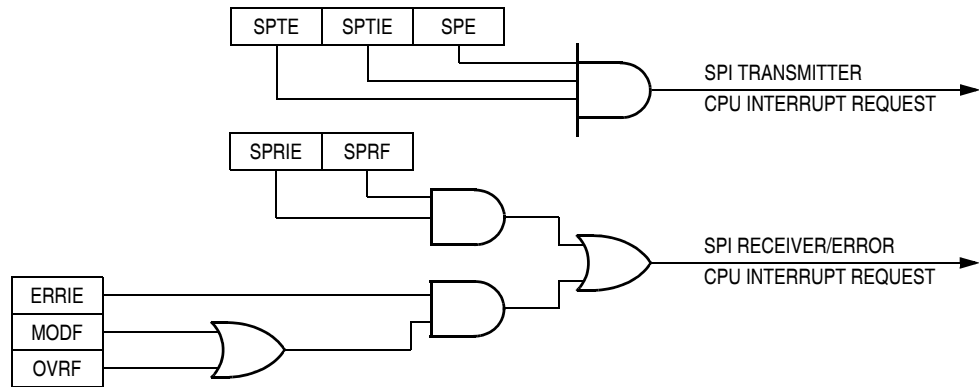 SPTE SPTIE SPE
SPI TRANSMITTER
CPU INTERRUPT REQUEST
SPRIE SPRF
SPI RECEIVER/ERROR
CPU INTERRUPT REQUEST
ERRIE
MODF
OVRF